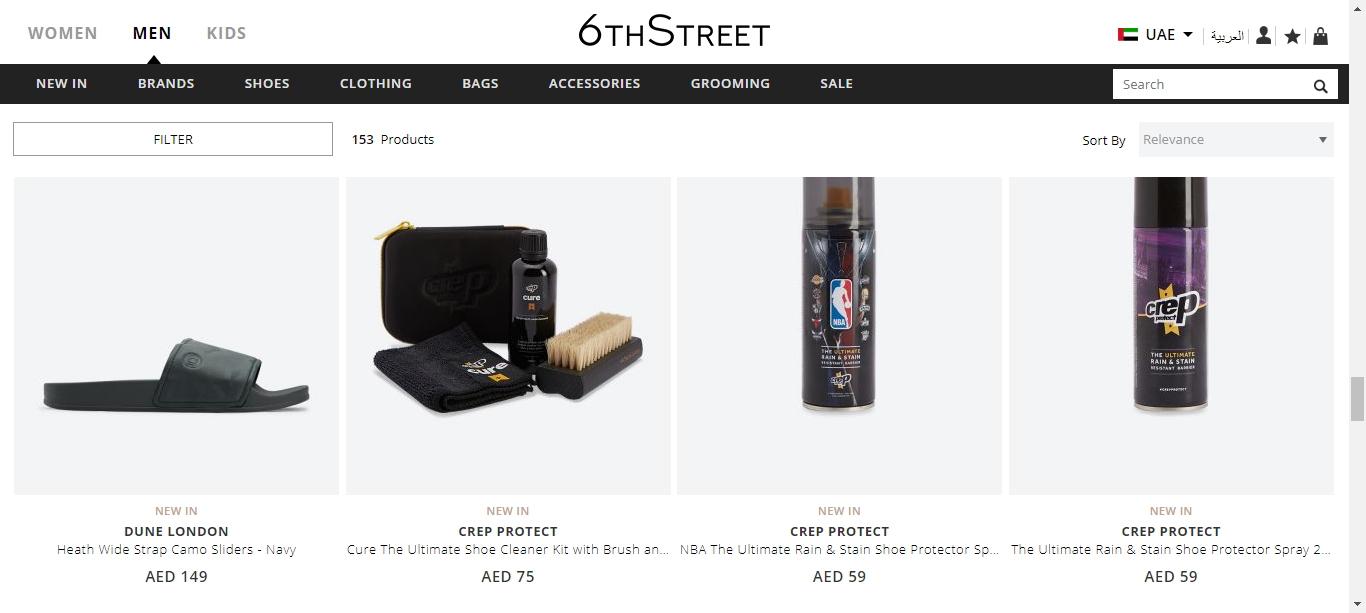 WOMEN MEN KIDS
6THSTREET
UAE العربية
NEW IN BRANDS SHOES CLOTHING BAGS ACCESSORIES GROOMING SALE
Search
FILTER
153 Products
Sort By Relevance
crep
cure
cure
NBA
THE ULTIMATE
RAIN & STAIN
RESISTANT BARRIER
crep
crep
protect
THE ULTIMATE
RAIN & STAIN
RESISTANT BARRIER
#CREPPROTECT
NEW IN
DUNE LONDON
Heath Wide Strap Camo Sliders - Navy
AED 149
NEW IN
CREP PROTECT
Cure The Ultimate Shoe Cleaner Kit with Brush an...
AED 75
NEW IN
CREP PROTECT
NBA The Ultimate Rain & Stain Shoe Protector Sp...
AED 59
NEW IN
CREP PROTECT
The Ultimate Rain & Stain Shoe Protector Spray 2...
AED 59